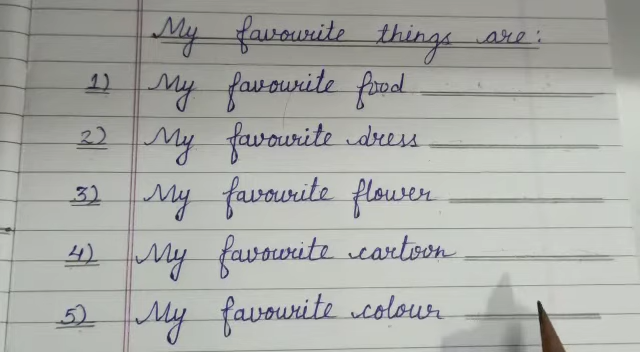 My favourite things are:
1) My favourite food
2) My favourite dress
3) My favourite flower
4) My favourite cartoon
5) My favourite colour